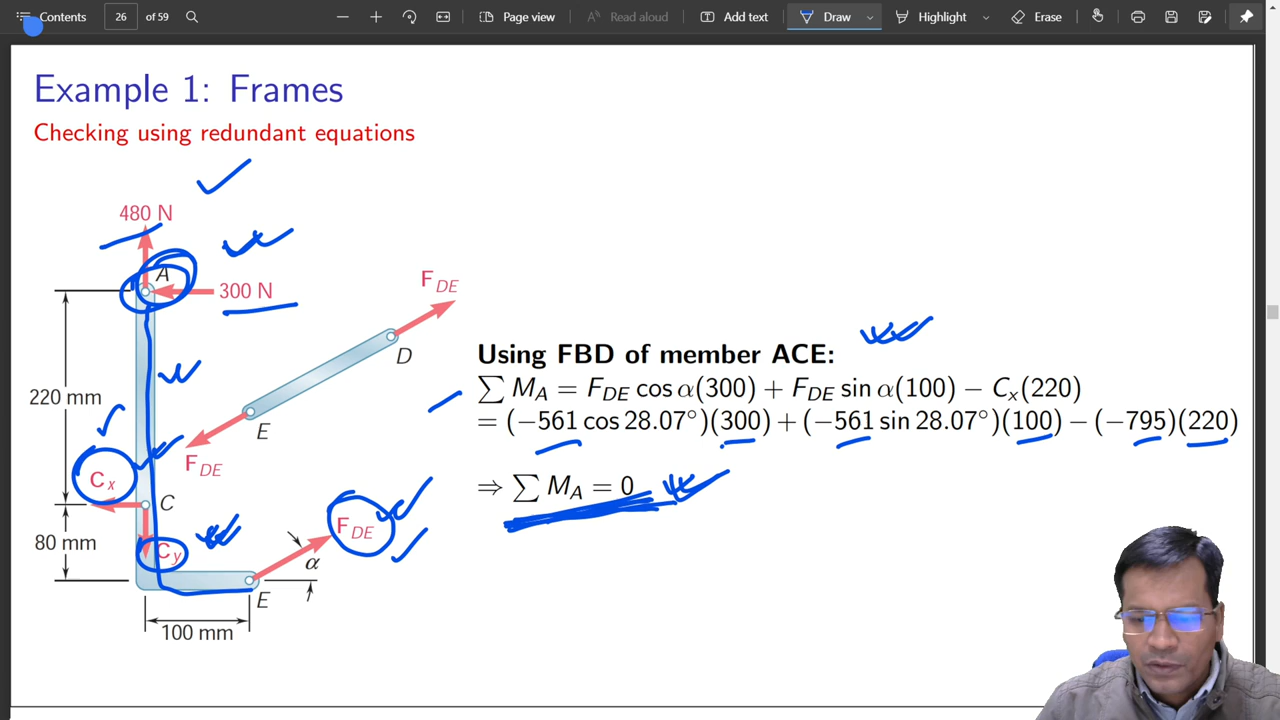 Contents
26
of 59
Page view
Read aloud
Add text
Draw
Highlight
Erase
Example 1: Frames
Checking using redundant equations
480 N
A
300 N
F_DE
D
E
F_DE
220 mm
C_x
C
80 mm
C_y
F_DE
α
E
100 mm
Using FBD of member ACE:
∑ M_A = F_DE cos α(300) + F_DE sin α(100) − C_x(220)
= (−561 cos 28.07°)(300) + (−561 sin 28.07°)(100) − (−795)(220)
⇒ ∑ M_A = 0